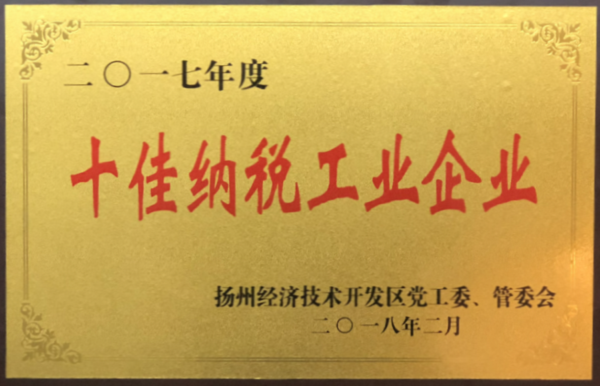 二〇一七年度
十佳纳税工业企业
扬州经济技术开发区党工委、管委会
二〇一八年二月